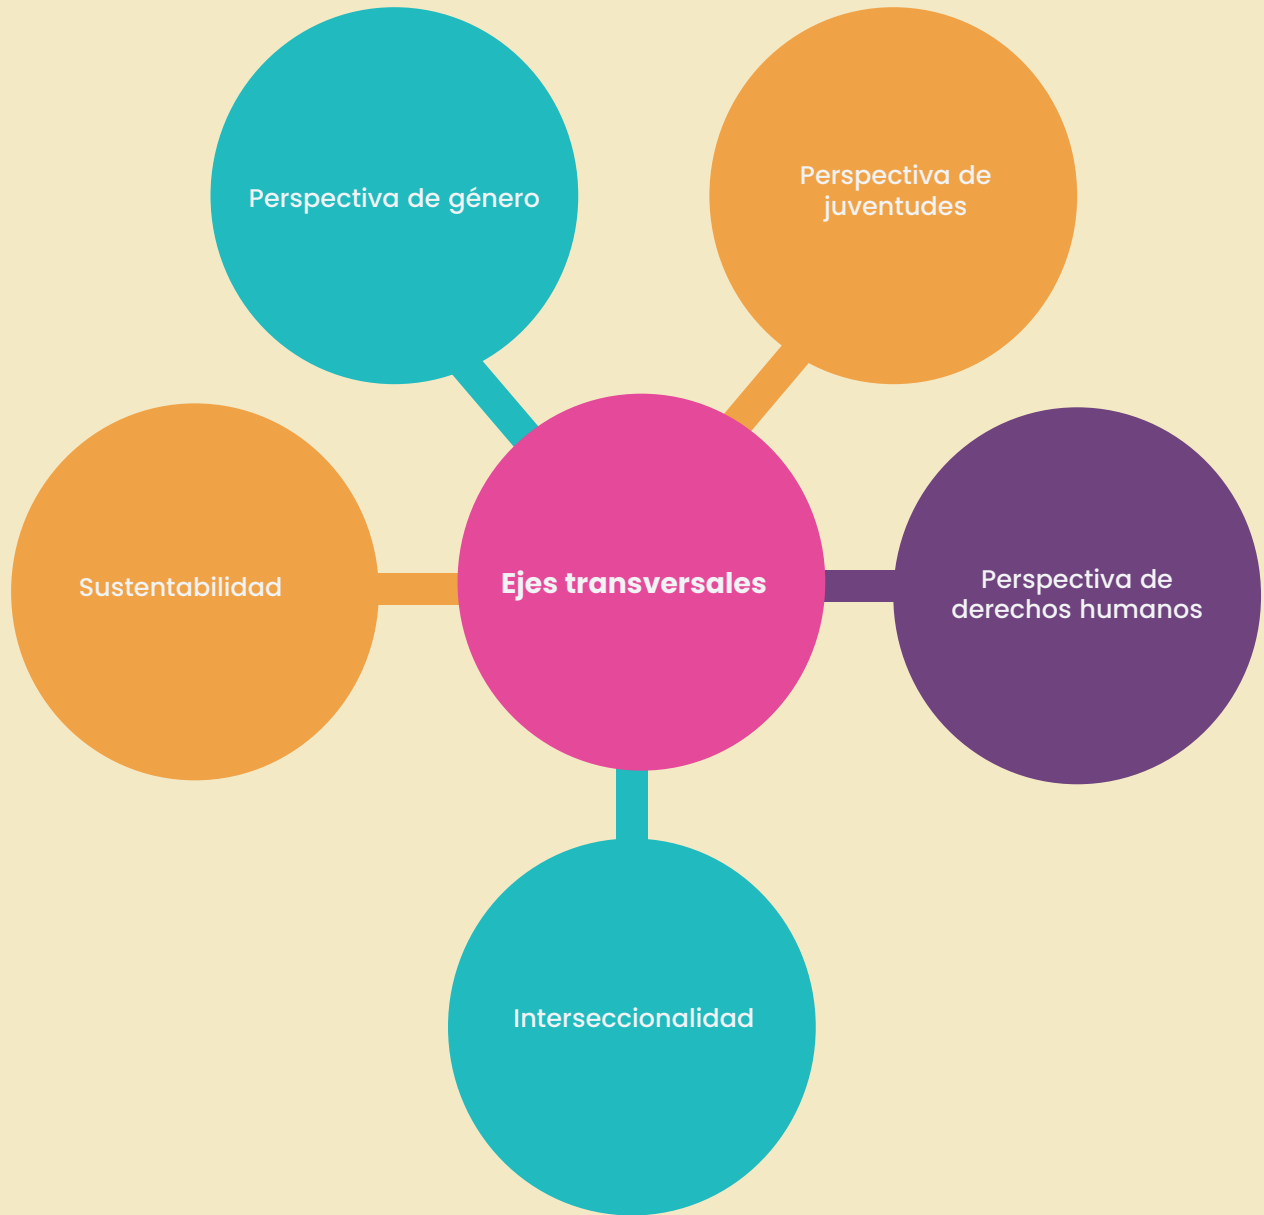 Perspectiva de género
Perspectiva de
juventudes
Sustentabilidad
Ejes transversales
Perspectiva de
derechos humanos
Interseccionalidad